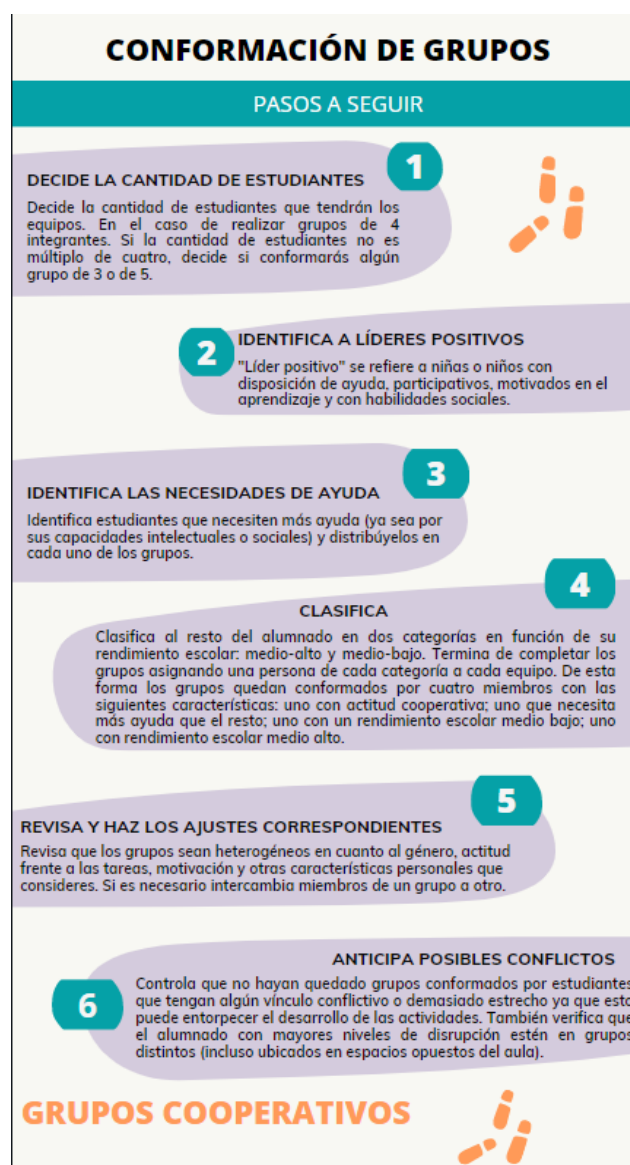 CONFORMACIÓN DE GRUPOS
PASOS A SEGUIR
1
DECIDE LA CANTIDAD DE ESTUDIANTES
Decide la cantidad de estudiantes que tendrán los
equipos. En el caso de realizar grupos de 4
integrantes. Si la cantidad de estudiantes no es
múltiplo de cuatro, decide si conformarás algún
grupo de 3 o de 5.
2
IDENTIFICA A LÍDERES POSITIVOS
"Líder positivo" se refiere a niñas o niños con
disposición de ayuda, participativos, motivados en el
aprendizaje y con habilidades sociales.
3
IDENTIFICA LAS NECESIDADES DE AYUDA
Identifica estudiantes que necesiten más ayuda (ya sea por
sus capacidades intelectuales o sociales) y distribúyelos en
cada uno de los grupos.
4
CLASIFICA
Clasifica al resto del alumnado en dos categorías en función de su
rendimiento escolar: medio-alto y medio-bajo. Termina de completar los
grupos asignando una persona de cada categoría a cada equipo. De esta
forma los grupos quedan conformados por cuatro miembros con las
siguientes características: uno con actitud cooperativa; uno que necesita
más ayuda que el resto; uno con un rendimiento escolar medio bajo; uno
con rendimiento escolar medio alto.
5
REVISA Y HAZ LOS AJUSTES CORRESPONDIENTES
Revisa que los grupos sean heterogéneos en cuanto al género, actitud
frente a las tareas, motivación y otras características personales que
consideres. Si es necesario intercambia miembros de un grupo a otro.
6
ANTICIPA POSIBLES CONFLICTOS
Controla que no hayan quedado grupos conformados por estudiantes
que tengan algún vínculo conflictivo o demasiado estrecho ya que esto
puede entorpecer el desarrollo de las actividades. También verifica que
el alumnado con mayores niveles de disrupción estén en grupos
distintos (incluso ubicados en espacios opuestos del aula).
GRUPOS COOPERATIVOS